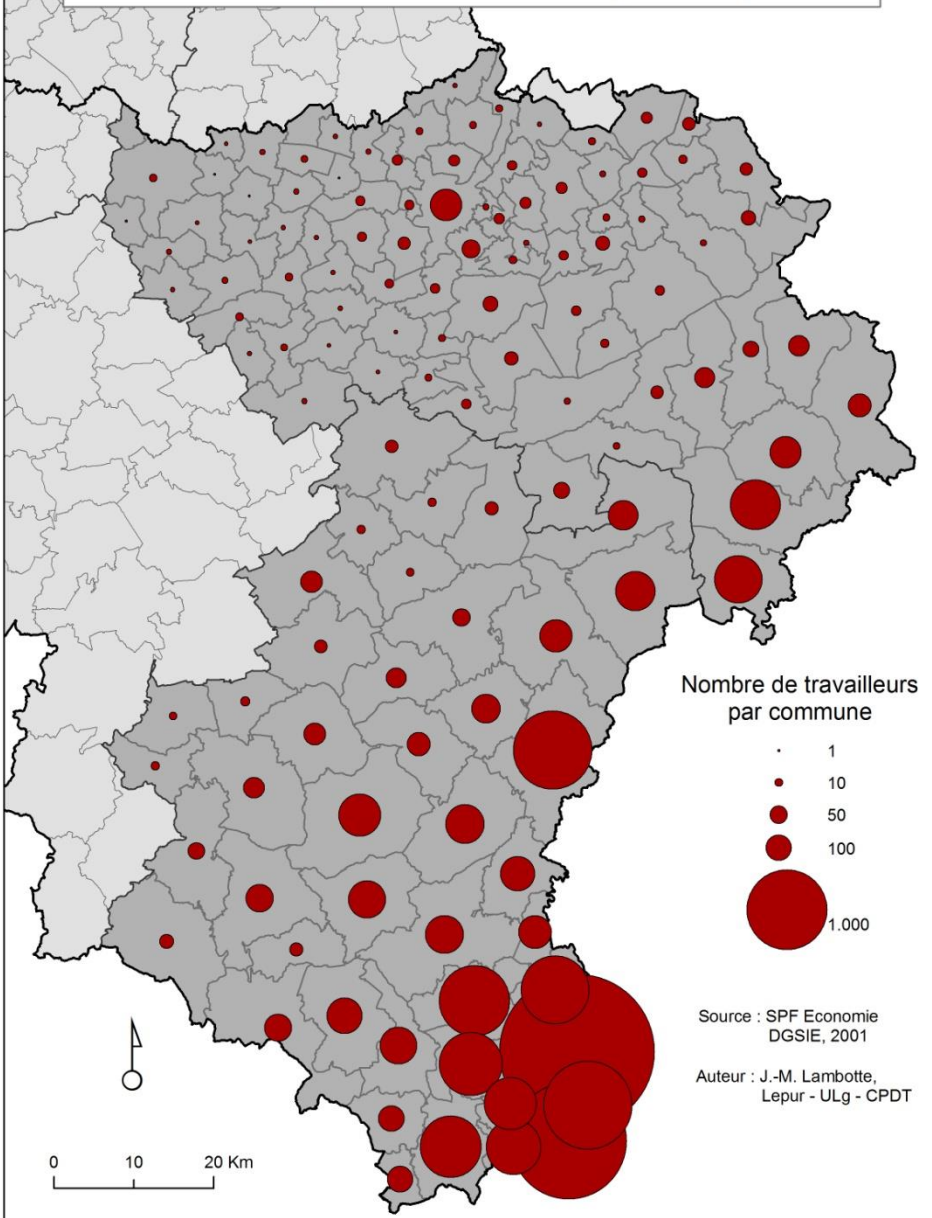 Nombre de travailleurs
par commune
1
10
50
100
1.000
Source : SPF Economie
DGSIE, 2001
Auteur : J.-M. Lambotte,
Lepur - ULg - CPDT
0 10 20 Km